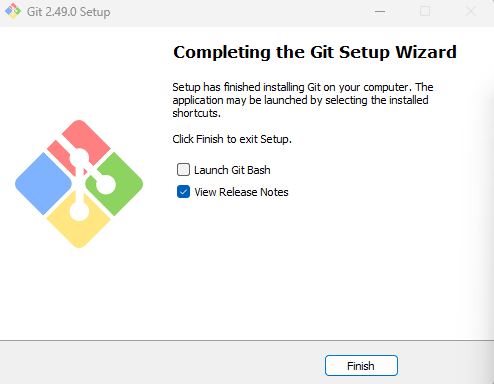 Git 2.49.0 Setup
Completing the Git Setup Wizard
Setup has finished installing Git on your computer. The
application may be launched by selecting the installed
shortcuts.
Click Finish to exit Setup.
Launch Git Bash
View Release Notes
Finish